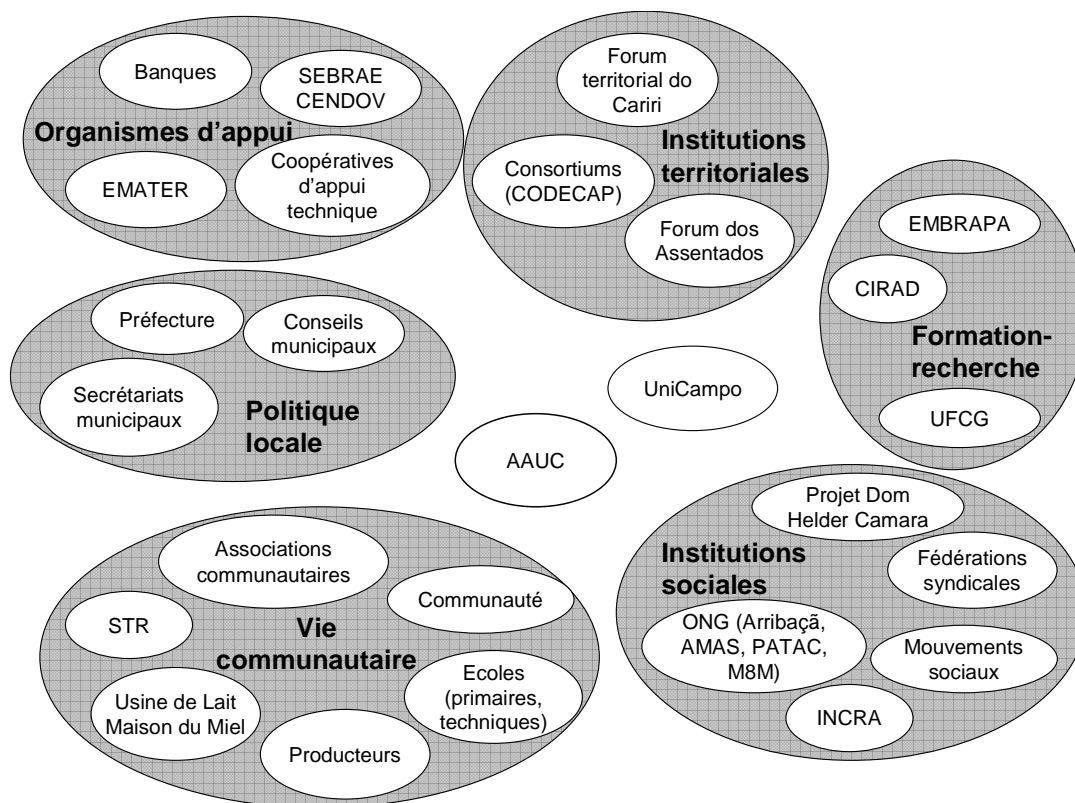 Banques
SEBRAE
CENDOV
Organismes d’appui
EMATER
Coopératives
d’appui
technique
Forum
territorial do
Cariri
Institutions
territoriales
Consortiums
(CODECAP)
Forum dos
Assentados
EMBRAPA
CIRAD
Formation-
recherche
UFCG
Préfecture
Conseils
municipaux
Secrétariats
municipaux
Politique
locale
UniCampo
AAUC
Associations
communautaires
Communauté
STR
Vie
communautaire
Usine de Lait
Maison du Miel
Ecoles
(primaires,
techniques)
Producteurs
Projet Dom
Helder Camara
Institutions
sociales
Fédérations
syndicales
ONG (Arribaçã,
AMAS, PATAC,
M8M)
Mouvements
sociaux
INCRA